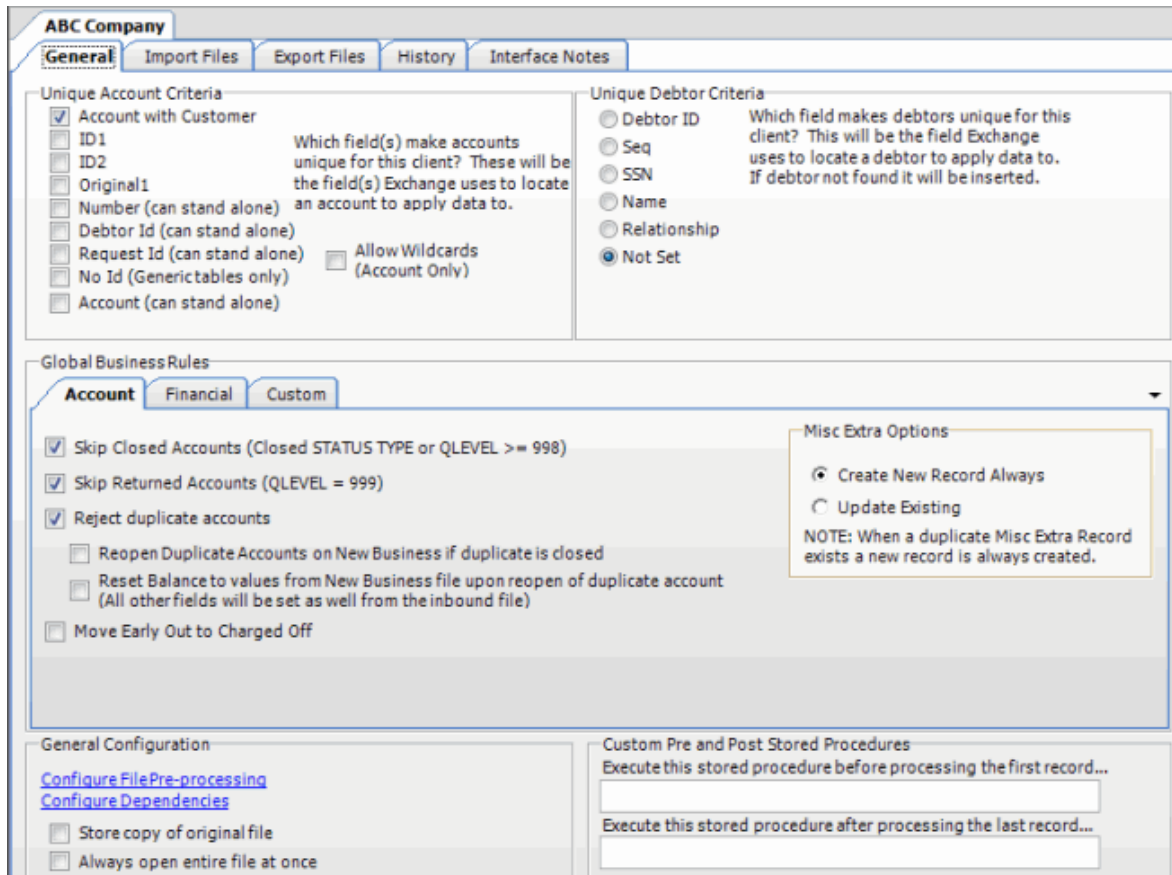 ABC Company
General Import Files Export Files History Interface Notes
Unique Account Criteria
Account with Customer
ID1
ID2
Original1
Number (can stand alone)
Debtor Id (can stand alone)
Request Id (can stand alone)
No Id (Generic tables only)
Account (can stand alone)
Which field(s) make accounts
unique for this client? These will be
the field(s) Exchange uses to locate
an account to apply data to.
Allow Wildcards
(Account Only)
Unique Debtor Criteria
Debtor ID
Seq
SSN
Name
Relationship
Not Set
Which field makes debtors unique for this
client? This will be the field Exchange
uses to locate a debtor to apply data to.
If debtor not found it will be inserted.
Global Business Rules
Account Financial Custom
Skip Closed Accounts (Closed STATUS TYPE or QLEVEL >= 998)
Skip Returned Accounts (QLEVEL = 999)
Reject duplicate accounts
Reopen Duplicate Accounts on New Business if duplicate is closed
Reset Balance to values from New Business file upon reopen of duplicate account
(All other fields will be set as well from the inbound file)
Move Early Out to Charged Off
Misc Extra Options
Create New Record Always
Update Existing
NOTE: When a duplicate Misc Extra Record
exists a new record is always created.
General Configuration
Configure File Pre-processing
Configure Dependencies
Store copy of original file
Always open entire file at once
Custom Pre and Post Stored Procedures
Execute this stored procedure before processing the first record...
Execute this stored procedure after processing the last record...